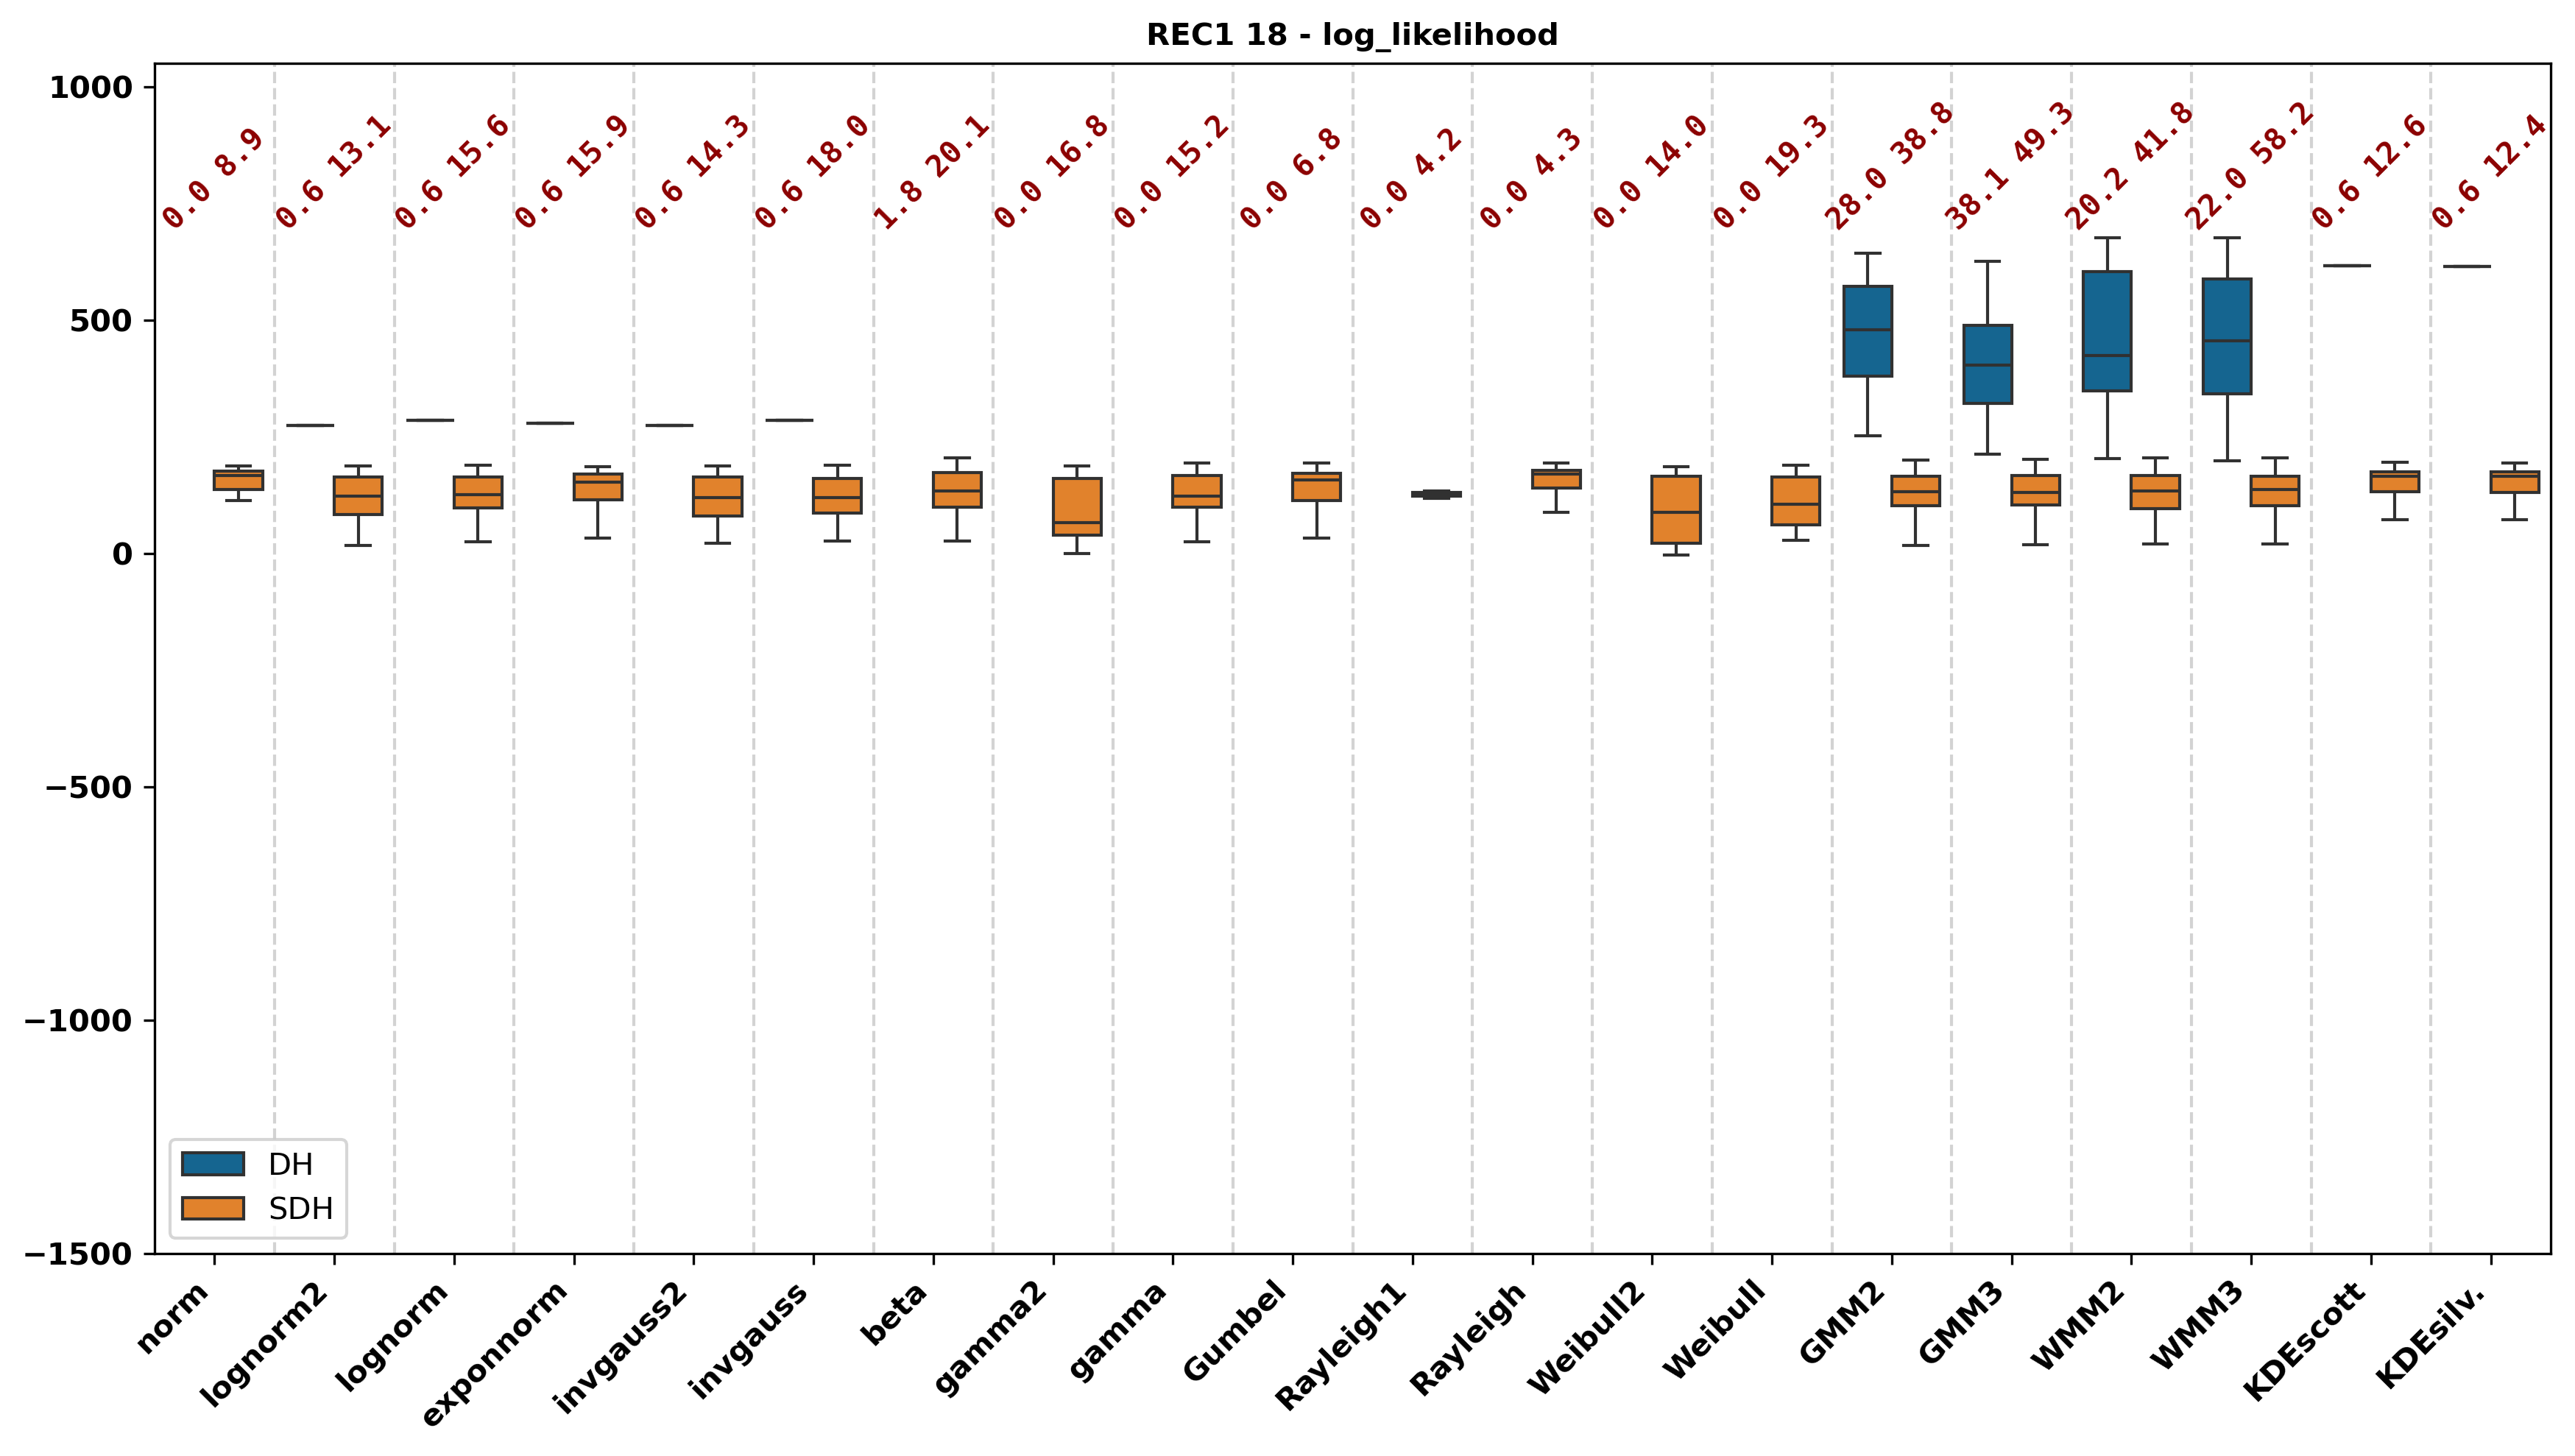 REC1 18 - log_likelihood
1000
500
0
−500
−1000
−1500
0.0 8.9
0.6 13.1
0.6 15.6
0.6 15.9
0.6 14.3
0.6 18.0
1.8 20.1
0.0 16.8
0.0 15.2
0.0 6.8
0.0 4.2
0.0 4.3
0.0 14.0
0.0 19.3
28.0 38.8
38.1 49.3
20.2 41.8
22.0 58.2
0.6 12.6
0.6 12.4
DH
SDH
norm
lognorm2
lognorm
exponnorm
invgauss2
invgauss
beta
gamma2
gamma
Gumbel
Rayleigh1
Rayleigh
Weibull2
Weibull
GMM2
GMM3
WMM2
WMM3
KDEscott
KDEsilv.